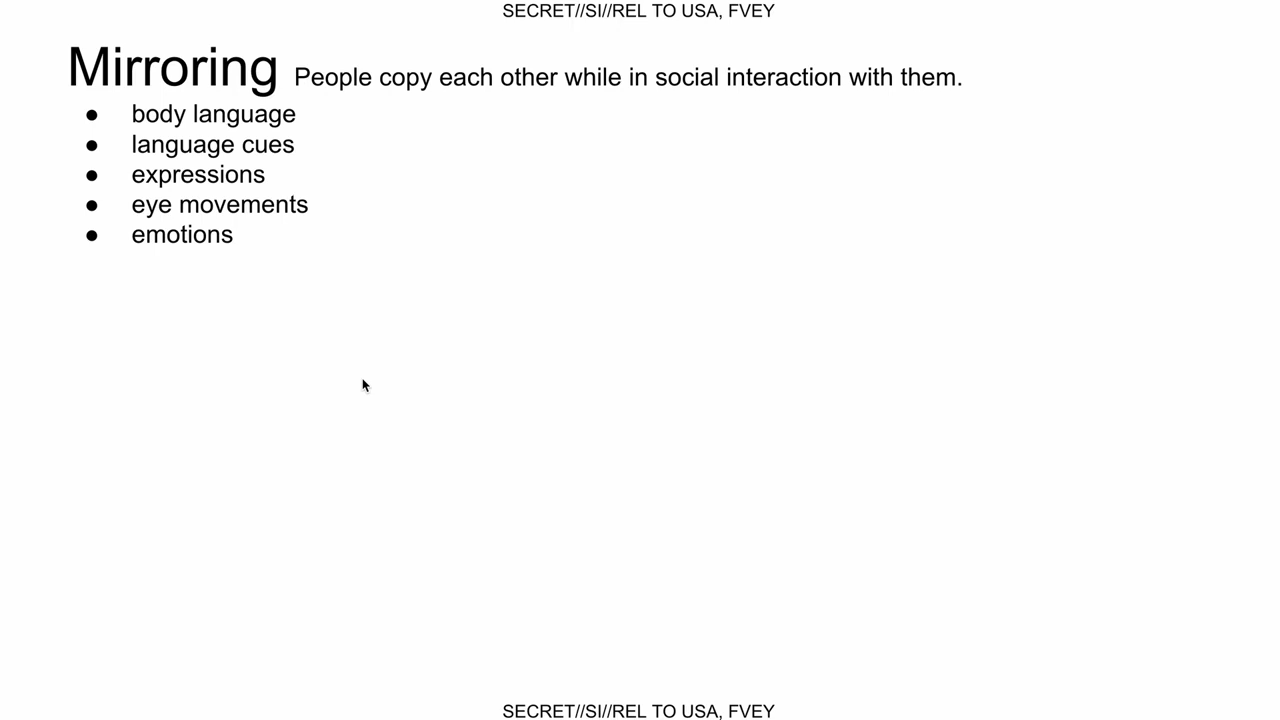 SECRET//SI//REL TO USA, FVEY
Mirroring People copy each other while in social interaction with them.
● body language
● language cues
● expressions
● eye movements
● emotions
SECRET//SI//REL TO USA, FVEY